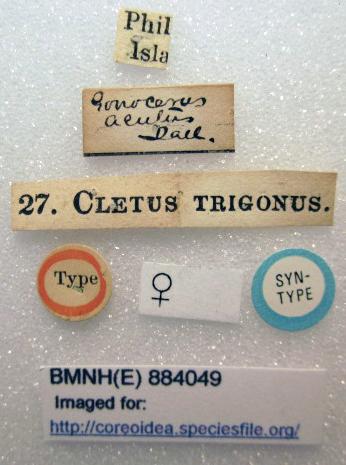 Phil
Isla
Gonocerus
acutus
Dall.
27. CLETUS TRIGONUS.
Type
♀
SYN-
TYPE
BMNH(E) 884049
Imaged for:
http://coreoidea.speciesfile.org/